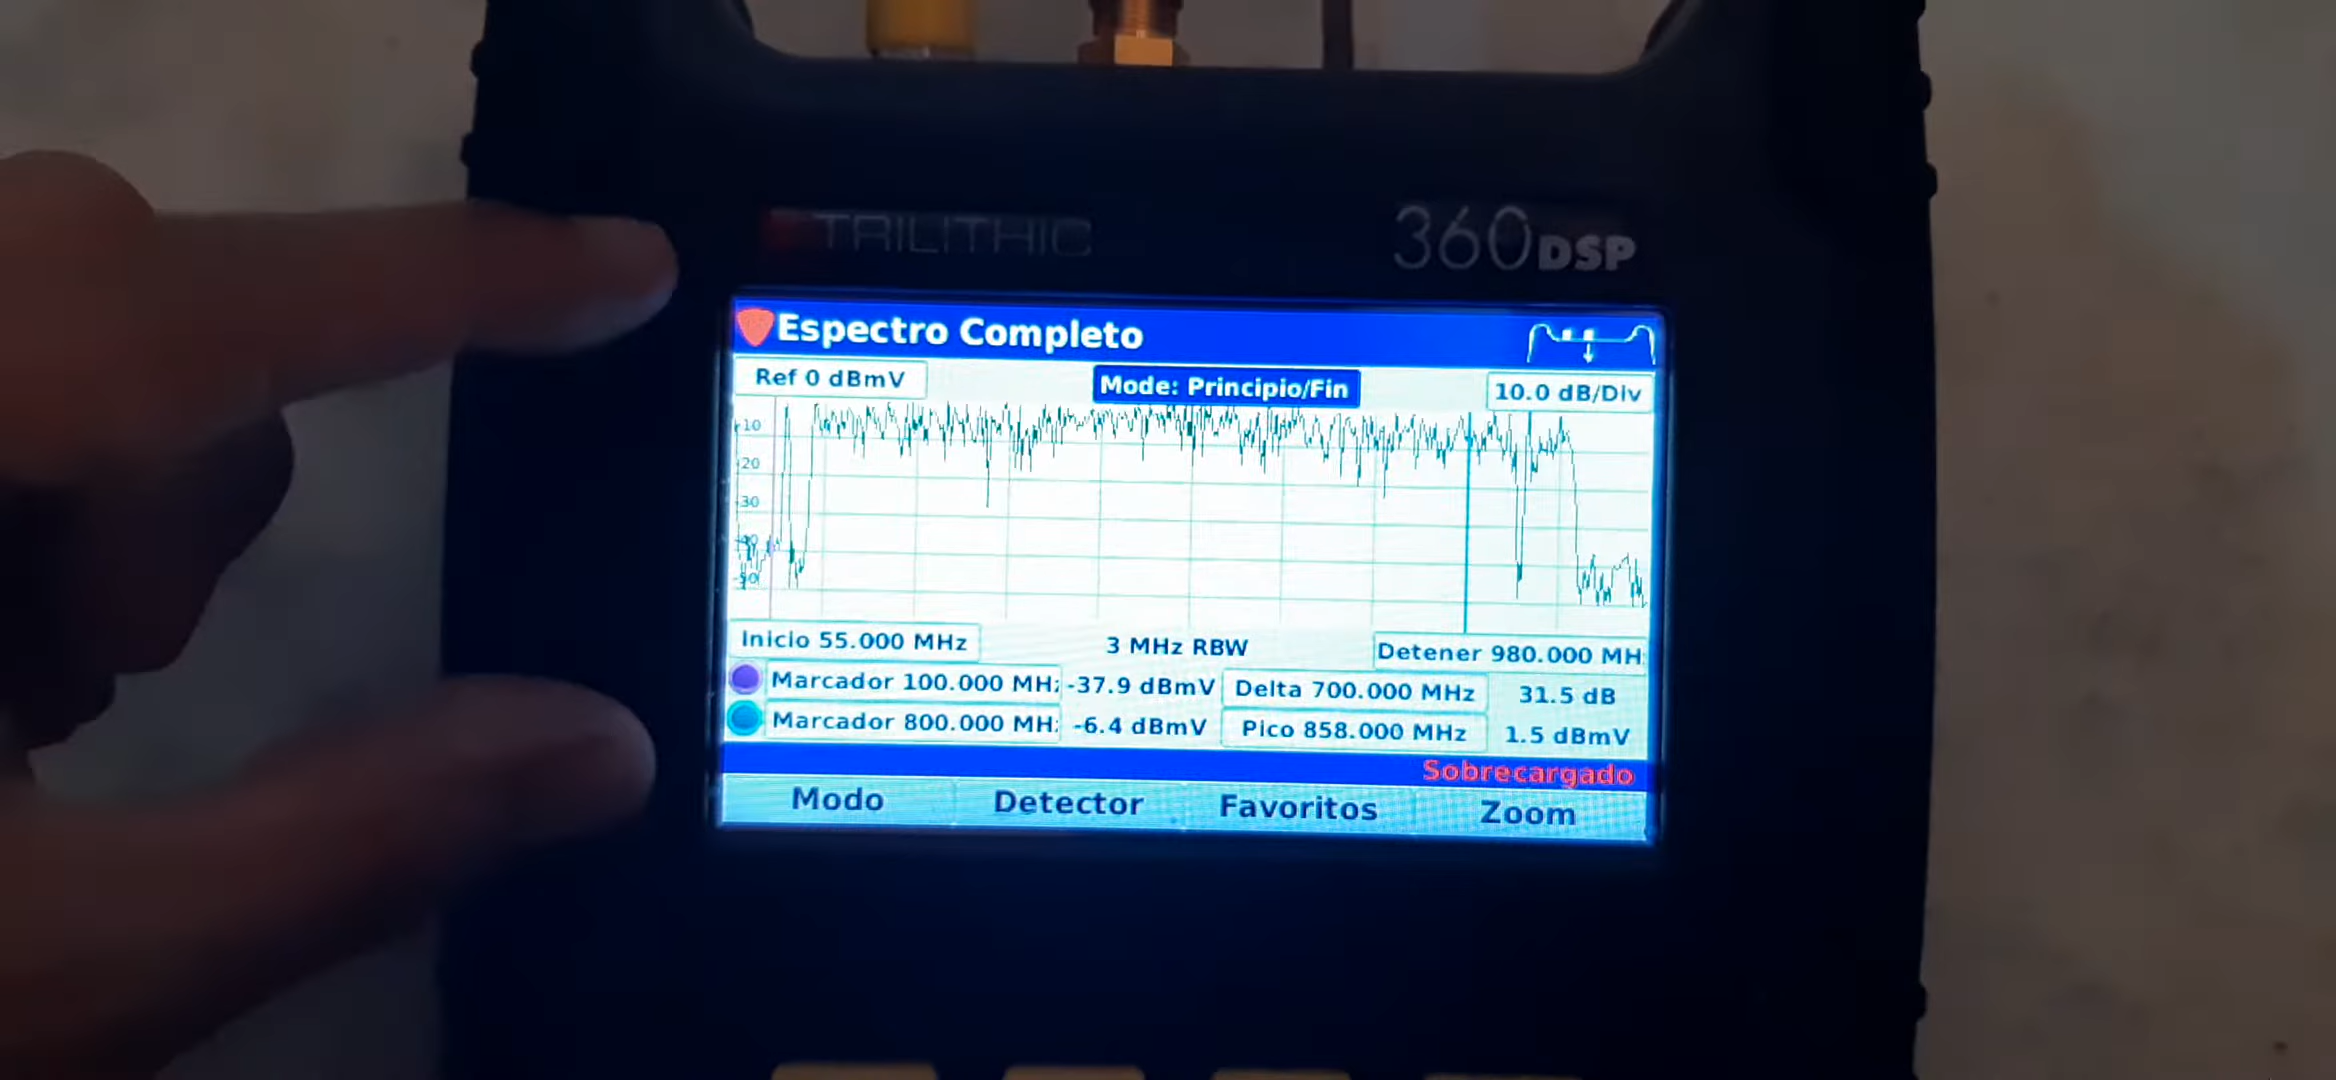 TRILITHIC
360DSP
Espectro Completo
Ref 0 dBmV
Mode: Principio/Fin
10.0 dB/Div
-10
-20
-30
-40
-50
Inicio 55.000 MHz
3 MHz RBW
Detener 980.000 MH
Marcador 100.000 MHz -37.9 dBmV
Delta 700.000 MHz 31.5 dB
Marcador 800.000 MH: -6.4 dBmV
Pico 858.000 MHz 1.5 dBmV
Sobrecargado
Modo
Detector
Favoritos
Zoom